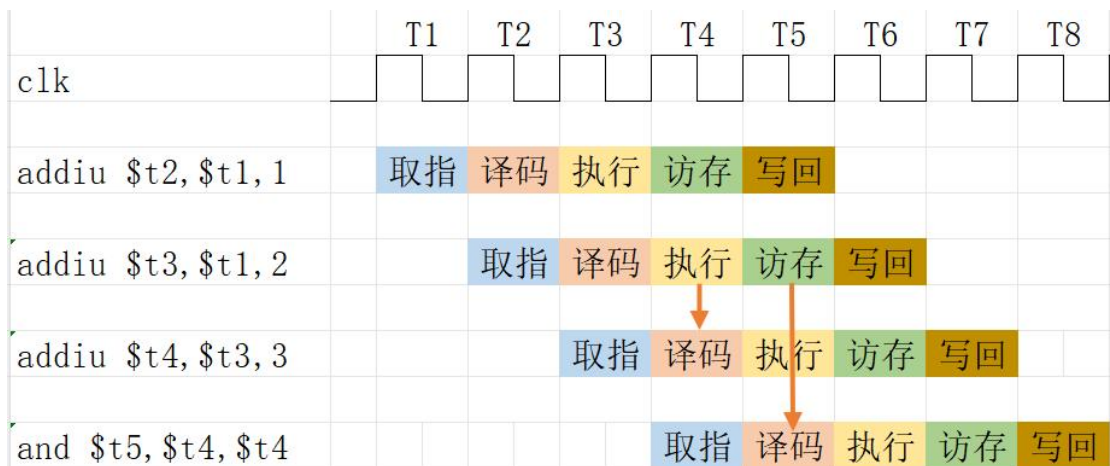 T1 T2 T3 T4 T5 T6 T7 T8
clk
addiu $t2,$t1,1 取指 译码 执行 访存 写回
addiu $t3,$t1,2 取指 译码 执行 访存 写回
addiu $t4,$t3,3 取指 译码 执行 访存 写回
and $t5,$t4,$t4 取指 译码 执行 访存 写回